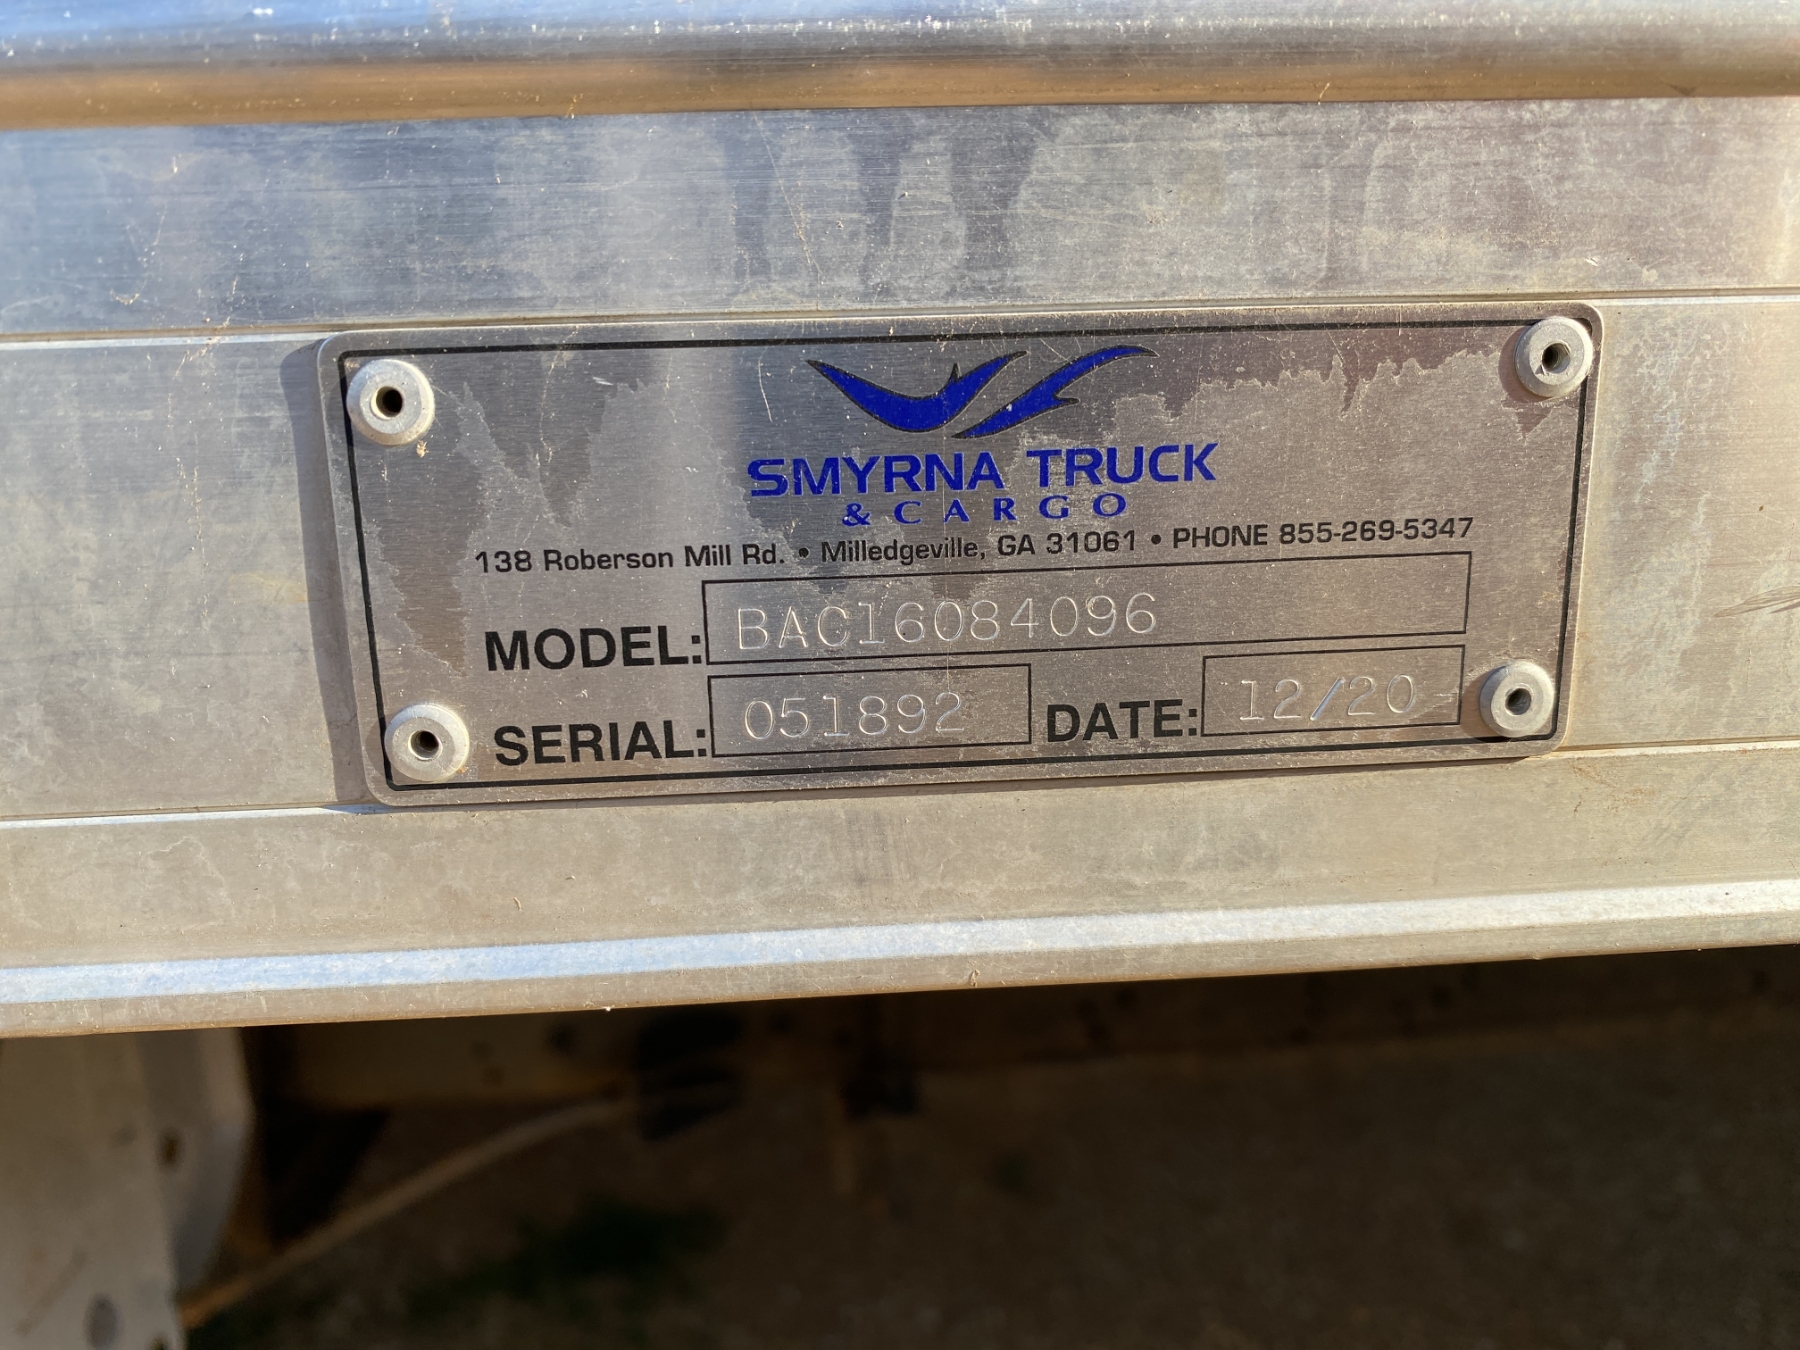 SMYRNA TRUCK
& CARGO
138 Roberson Mill Rd. • Milledgeville, GA 31061 • PHONE 855-269-5347
MODEL: BAC16084096
SERIAL: 051892 DATE: 12/20